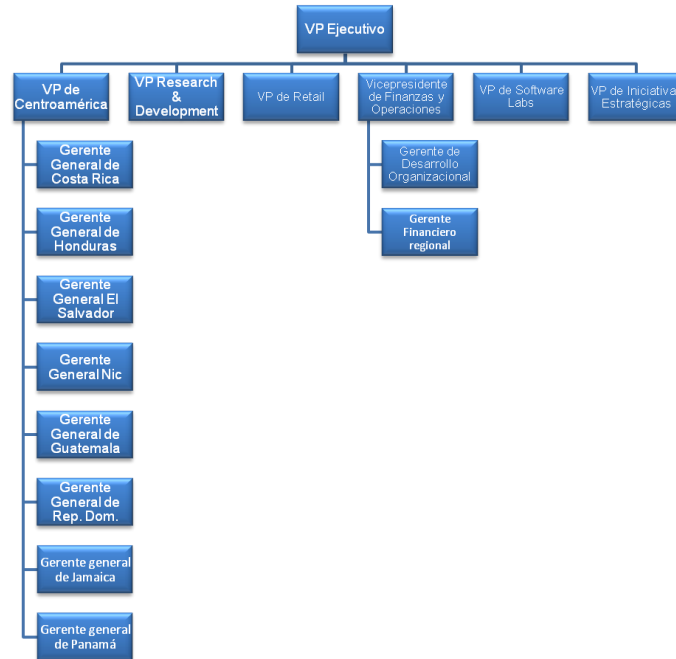 VP Ejecutivo
VP de
Centroamérica
VP Research
&
Development
VP de Retail
Vicepresidente
de Finanzas y
Operaciones
VP de Software
Labs
VP de Iniciativas
Estratégicas
Gerente
General de
Costa Rica
Gerente
General de
Honduras
Gerente
General El
Salvador
Gerente
General Nic
Gerente
General de
Guatemala
Gerente
General de
Rep. Dom.
Gerente general
de Jamaica
Gerente general
de Panamá
Gerente de
Desarrollo
Organizacional
Gerente
Financiero
regional